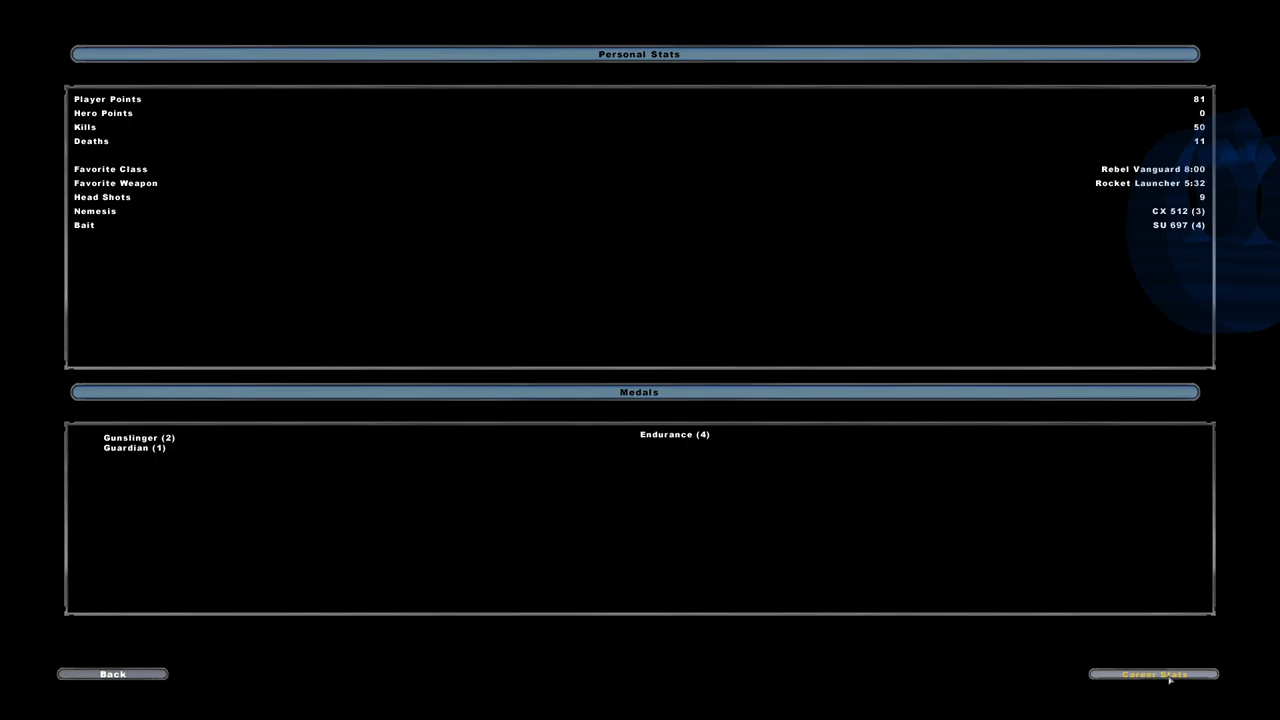 Personal Stats
Player Points 81
Hero Points 0
Kills 50
Deaths 11
Favorite Class Rebel Vanguard 8:00
Favorite Weapon Rocket Launcher 5:32
Head Shots 9
Nemesis CX 512 (3)
Bait SU 697 (4)
Medals
Gunslinger (2) Endurance (4)
Guardian (1)
Back Career Stats